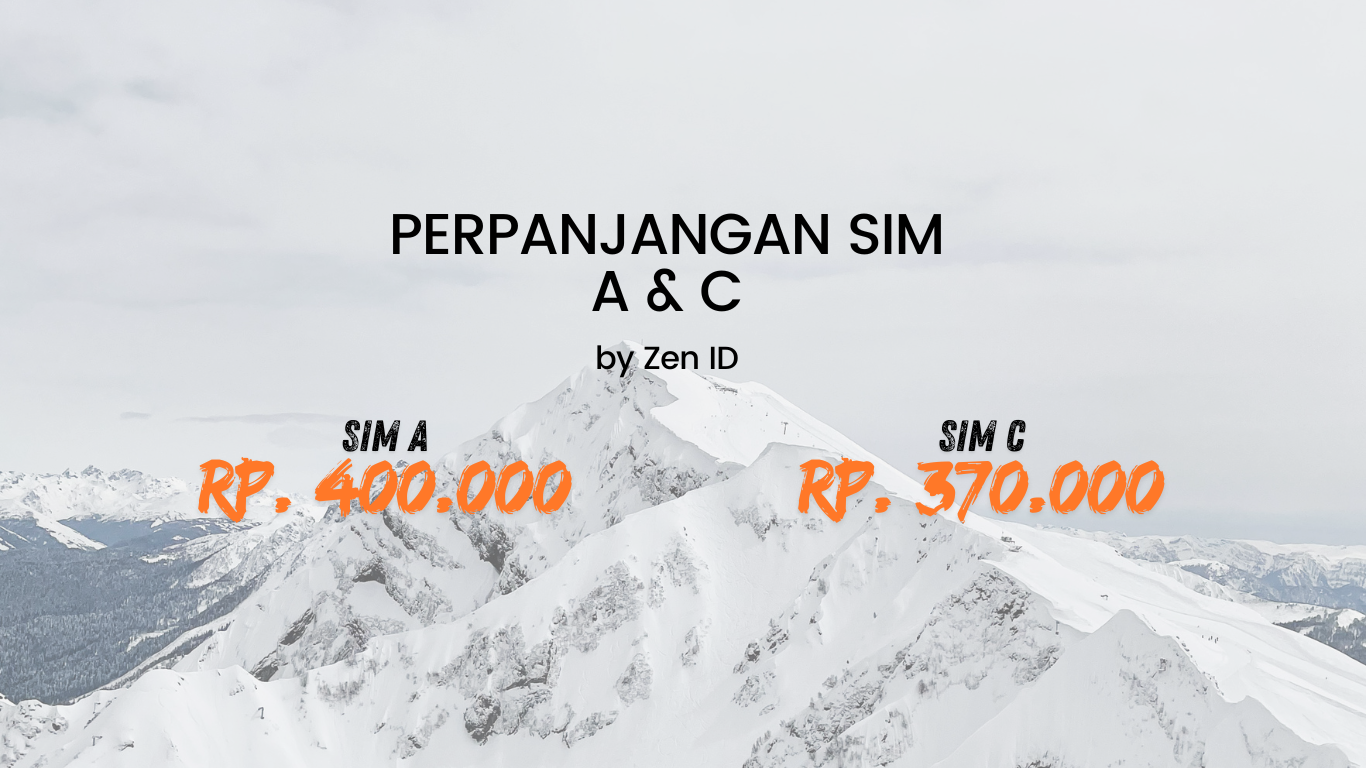 PERPANJANGAN SIM
A & C
by Zen ID
SIM A
RP. 400.000
SIM C
RP. 370.000